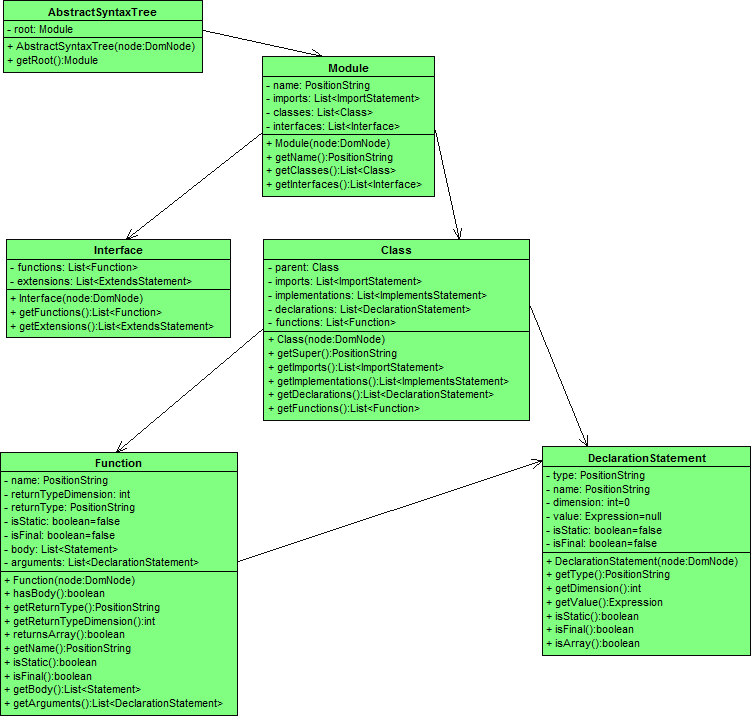 AbstractSyntaxTree
- root: Module
+ AbstractSyntaxTree(node:DomNode)
+ getRoot():Module
Module
- name: PositionString
- imports: List<ImportStatement>
- classes: List<Class>
- interfaces: List<Interface>
+ Module(node:DomNode)
+ getName():PositionString
+ getClasses():List<Class>
+ getInterfaces():List<Interface>
Interface
- functions: List<Function>
- extensions: List<ExtendsStatement>
+ Interface(node:DomNode)
+ getFunctions():List<Function>
+ getExtensions():List<ExtendsStatement>
Class
- parent: Class
- imports: List<ImportStatement>
- implementations: List<ImplementsStatement>
- declarations: List<DeclarationStatement>
- functions: List<Function>
+ Class(node:DomNode)
+ getSuper():PositionString
+ getImports():List<ImportStatement>
+ getImplementations():List<ImplementsStatement>
+ getDeclarations():List<DeclarationStatement>
+ getFunctions():List<Function>
Function
- name: PositionString
- returnTypeDimension: int
- returnType: PositionString
- isStatic: boolean=false
- isFinal: boolean=false
- body: List<Statement>
- arguments: List<DeclarationStatement>
+ Function(node:DomNode)
+ hasBody():boolean
+ getReturnType():PositionString
+ getReturnTypeDimension():int
+ returnsArray():boolean
+ getName():PositionString
+ isStatic():boolean
+ isFinal():boolean
+ getBody():List<Statement>
+ getArguments():List<DeclarationStatement>
DeclarationStatement
- type: PositionString
- name: PositionString
- dimension: int=0
- value: Expression=null
- isStatic: boolean=false
- isFinal: boolean=false
+ DeclarationStatement(node:DomNode)
+ getType():PositionString
+ getDimension():int
+ getValue():Expression
+ isStatic():boolean
+ isFinal():boolean
+ isArray():boolean